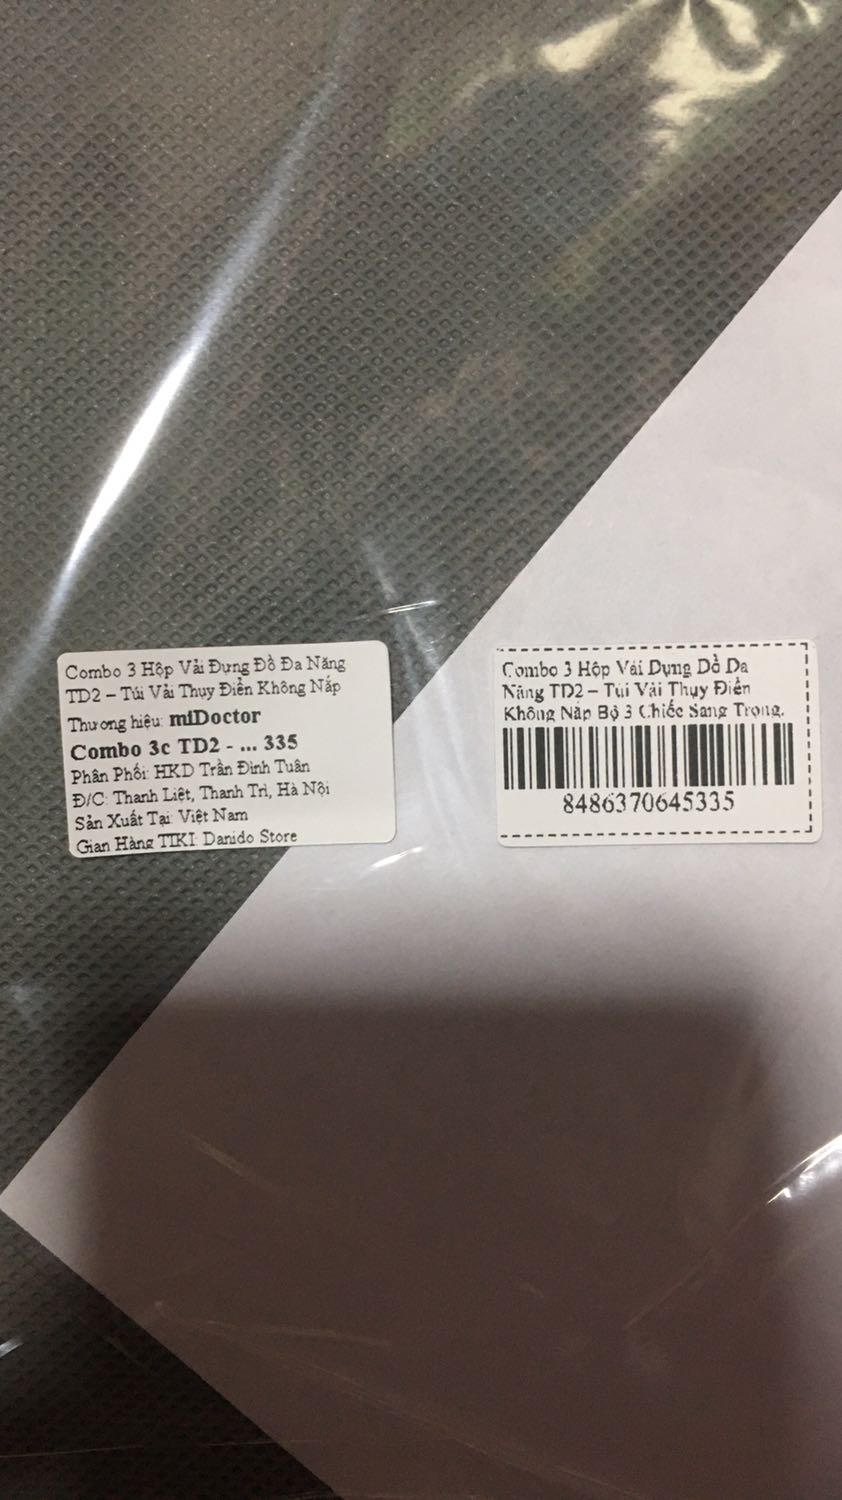 Combo 3 Hộp Vải Đựng Đồ Đa Năng
TD2 – Túi Vải Thụy Điển Không Nắp
Thương hiệu: miDoctor
Combo 3c TD2 - ... 335
Phân Phối: HKD Trần Đình Tuân
Đ/C: Thanh Liệt, Thanh Trì, Hà Nội
Sản Xuất Tại: Việt Nam
Gian Hàng TIKI: Danido Store
Combo 3 Hộp Vải Đựng Đồ Đa
Năng TD2 – Túi Vải Thụy Điển
Không Nắp Bộ 3 Chiếc Sang Trọng,
8486370645335